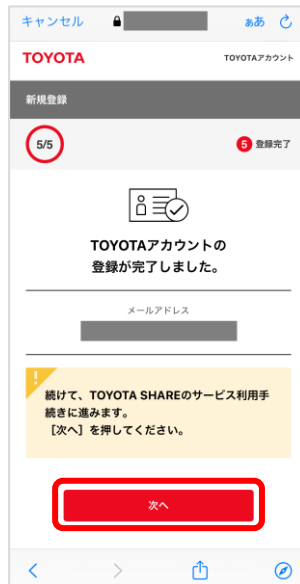 キャンセル ぁあ
TOYOTA TOYOTAアカウント
新規登録
5/5 5 登録完了
TOYOTAアカウントの
登録が完了しました。
メールアドレス
!
続けて、TOYOTA SHAREのサービス利用手
続きに進みます。
［次へ］を押してください。
次へ